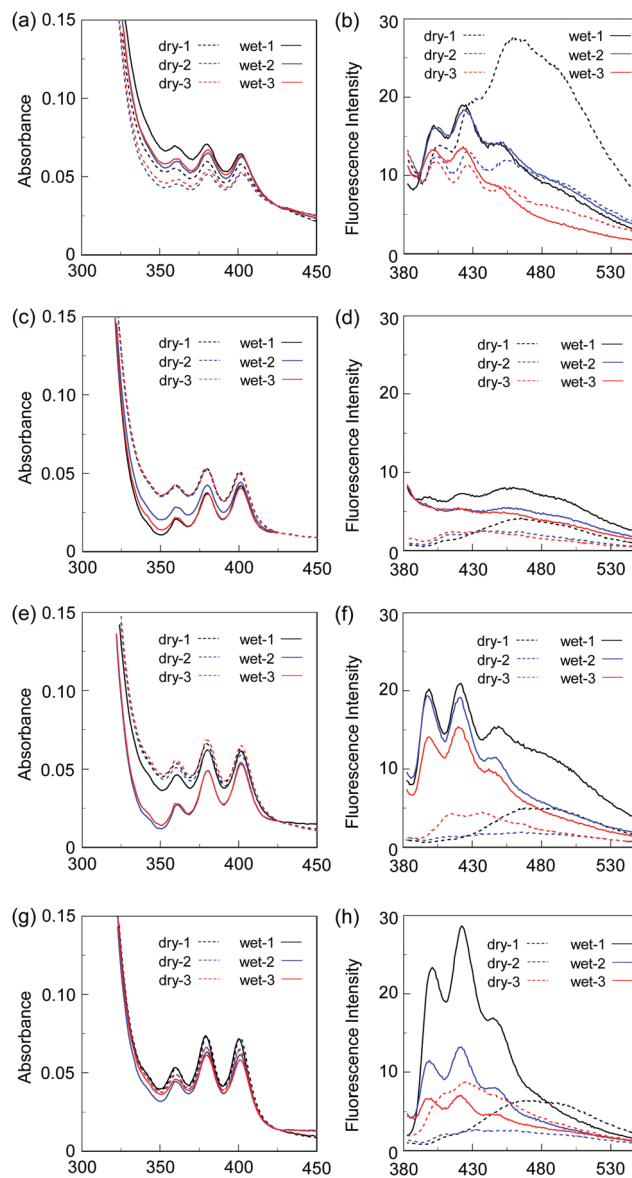 (a)
0.15
0.10
0.05
0
Absorbance
dry-1 wet-1
dry-2 wet-2
dry-3 wet-3
300 350 400 450
(b)
30
20
10
0
Fluorescence Intensity
dry-1 wet-1
dry-2 wet-2
dry-3 wet-3
380 430 480 530
(c)
0.15
0.10
0.05
0
Absorbance
dry-1 wet-1
dry-2 wet-2
dry-3 wet-3
300 350 400 450
(d)
30
20
10
0
Fluorescence Intensity
dry-1 wet-1
dry-2 wet-2
dry-3 wet-3
380 430 480 530
(e)
0.15
0.10
0.05
0
Absorbance
dry-1 wet-1
dry-2 wet-2
dry-3 wet-3
300 350 400 450
(f)
30
20
10
0
Fluorescence Intensity
dry-1 wet-1
dry-2 wet-2
dry-3 wet-3
380 430 480 530
(g)
0.15
0.10
0.05
0
Absorbance
dry-1 wet-1
dry-2 wet-2
dry-3 wet-3
300 350 400 450
(h)
30
20
10
0
Fluorescence Intensity
dry-1 wet-1
dry-2 wet-2
dry-3 wet-3
380 430 480 530